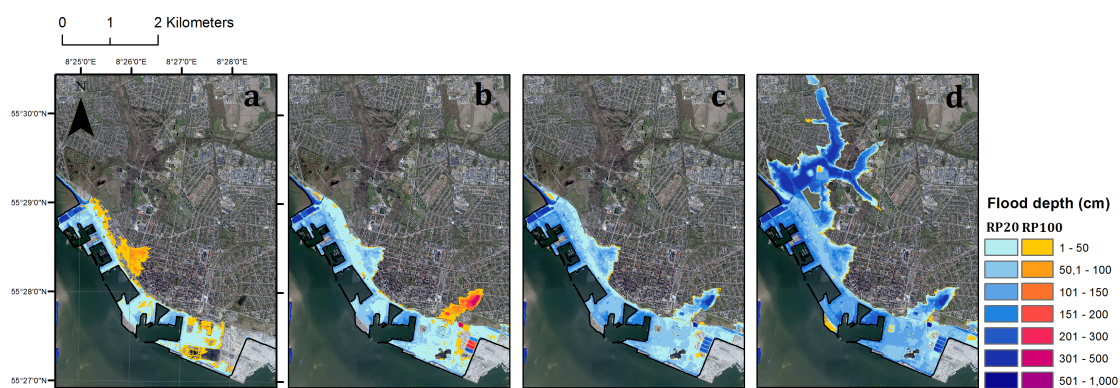 0 1 2 Kilometers
8°25'0"E 8°26'0"E 8°27'0"E 8°28'0"E
a b c d
N
55°30'0"N
55°29'0"N
55°28'0"N
55°27'0"N
Flood depth (cm)
RP20 RP100
1 - 50
50,1 - 100
101 - 150
151 - 200
201 - 300
301 - 500
501 - 1,000